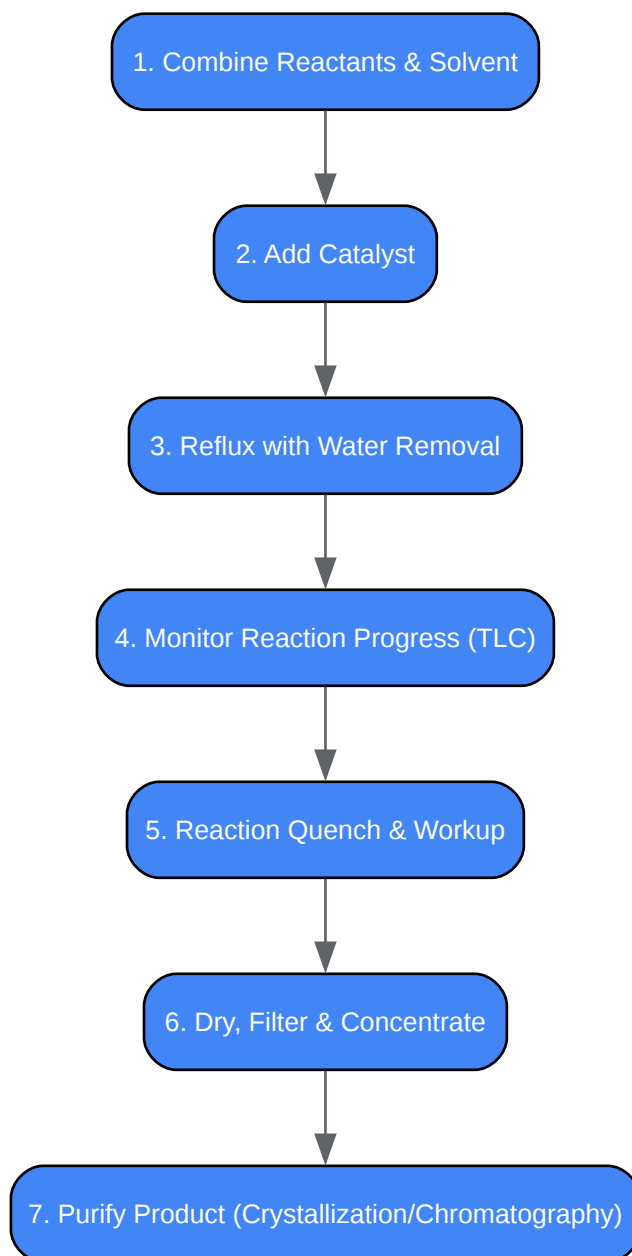 1. Combine Reactants & Solvent
2. Add Catalyst
3. Reflux with Water Removal
4. Monitor Reaction Progress (TLC)
5. Reaction Quench & Workup
6. Dry, Filter & Concentrate
7. Purify Product (Crystallization/Chromatography)